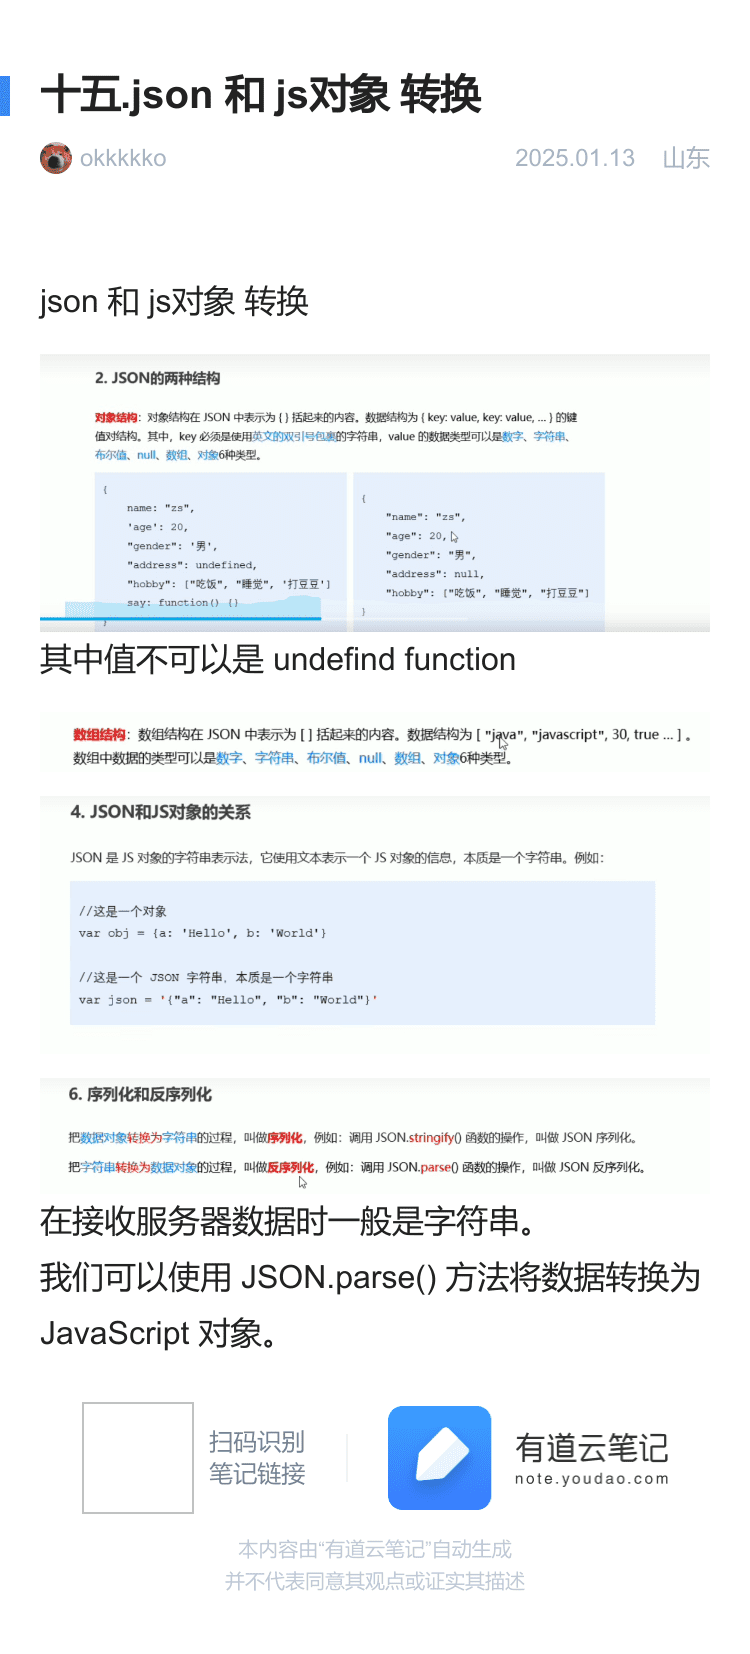 十五.json 和 js对象 转换
okkkkko 2025.01.13 山东
json 和 js对象 转换
2. JSON的两种结构
对象结构：对象结构在 JSON 中表示为 { } 括起来的内容。数据结构为 { key: value, key: value, ... } 的键
值对结构。其中，key 必须是使用英文的双引号包裹的字符串，value 的数据类型可以是数字、字符串、
布尔值、null、数组、对象6种类型。
{
name: "zs",
'age': 20,
"gender": '男',
"address": undefined,
"hobby": ["吃饭", "睡觉", '打豆豆']
say: function() {}
}
{
"name": "zs",
"age": 20,
"gender": "男",
"address": null,
"hobby": ["吃饭", "睡觉", "打豆豆"]
}
其中值不可以是 undefind function
数组结构：数组结构在 JSON 中表示为 [ ] 括起来的内容。数据结构为 [ "java", "javascript", 30, true ... ] 。
数组中数据的类型可以是数字、字符串、布尔值、null、数组、对象6种类型。
4. JSON和JS对象的关系
JSON 是 JS 对象的字符串表示法，它使用文本表示一个 JS 对象的信息，本质是一个字符串。例如：
//这是一个对象
var obj = {a: 'Hello', b: 'World'}
//这是一个 JSON 字符串，本质是一个字符串
var json = '{"a": "Hello", "b": "World"}'
6. 序列化和反序列化
把数据对象转换为字符串的过程，叫做序列化，例如：调用 JSON.stringify() 函数的操作，叫做 JSON 序列化。
把字符串转换为数据对象的过程，叫做反序列化，例如：调用 JSON.parse() 函数的操作，叫做 JSON 反序列化。
在接收服务器数据时一般是字符串。
我们可以使用 JSON.parse() 方法将数据转换为
JavaScript 对象。
扫码识别
笔记链接
有道云笔记
note.youdao.com
本内容由“有道云笔记”自动生成
并不代表同意其观点或证实其描述